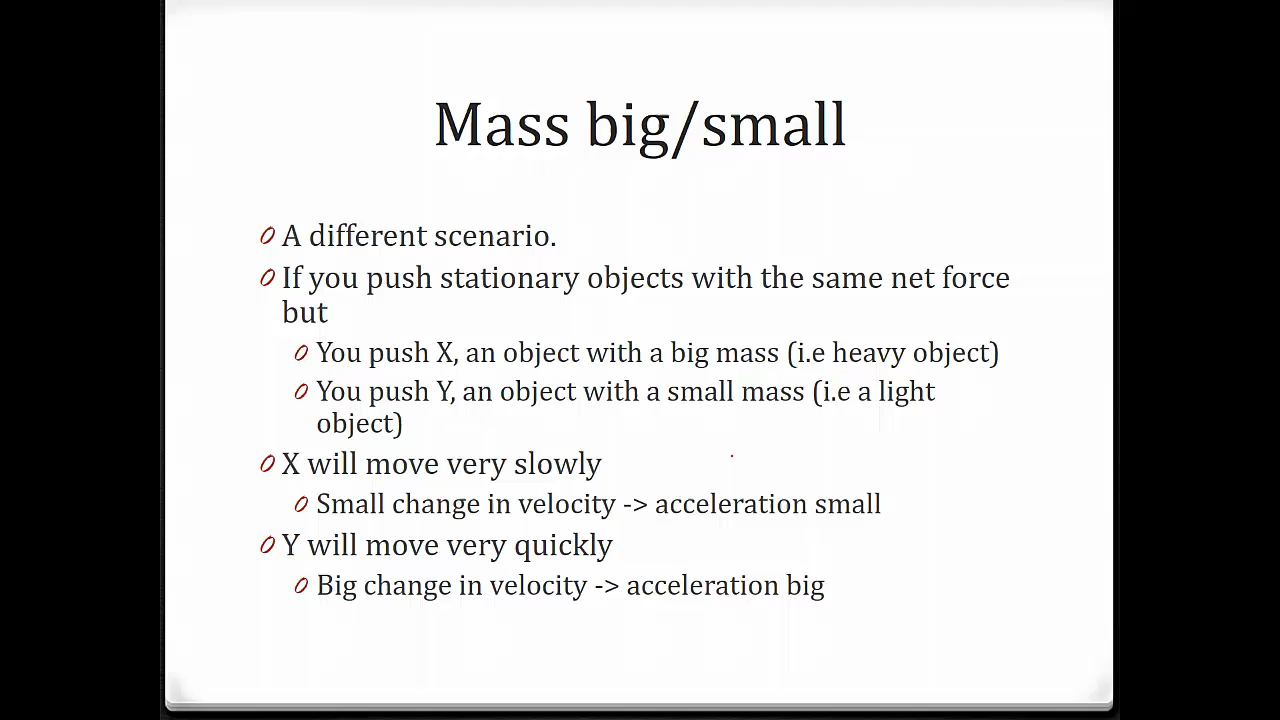 Mass big/small
A different scenario.
If you push stationary objects with the same net force
but
You push X, an object with a big mass (i.e heavy object)
You push Y, an object with a small mass (i.e a light
object)
X will move very slowly
Small change in velocity -> acceleration small
Y will move very quickly
Big change in velocity -> acceleration big